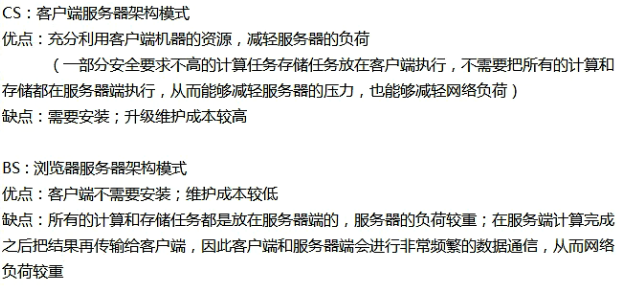 CS：客户端服务器架构模式
优点：充分利用客户端机器的资源，减轻服务器的负荷
（一部分安全要求不高的计算任务存储任务放在客户端执行，不需要把所有的计算和
存储都在服务器端执行，从而能够减轻服务器的压力，也能够减轻网络负荷）
缺点：需要安装；升级维护成本较高
BS：浏览器服务器架构模式
优点：客户端不需要安装；维护成本较低
缺点：所有的计算和存储任务都是放在服务器端的，服务器的负荷较重；在服务端计算完成
之后把结果再传输给客户端，因此客户端和服务器端会进行非常频繁的数据通信，从而网络
负荷较重